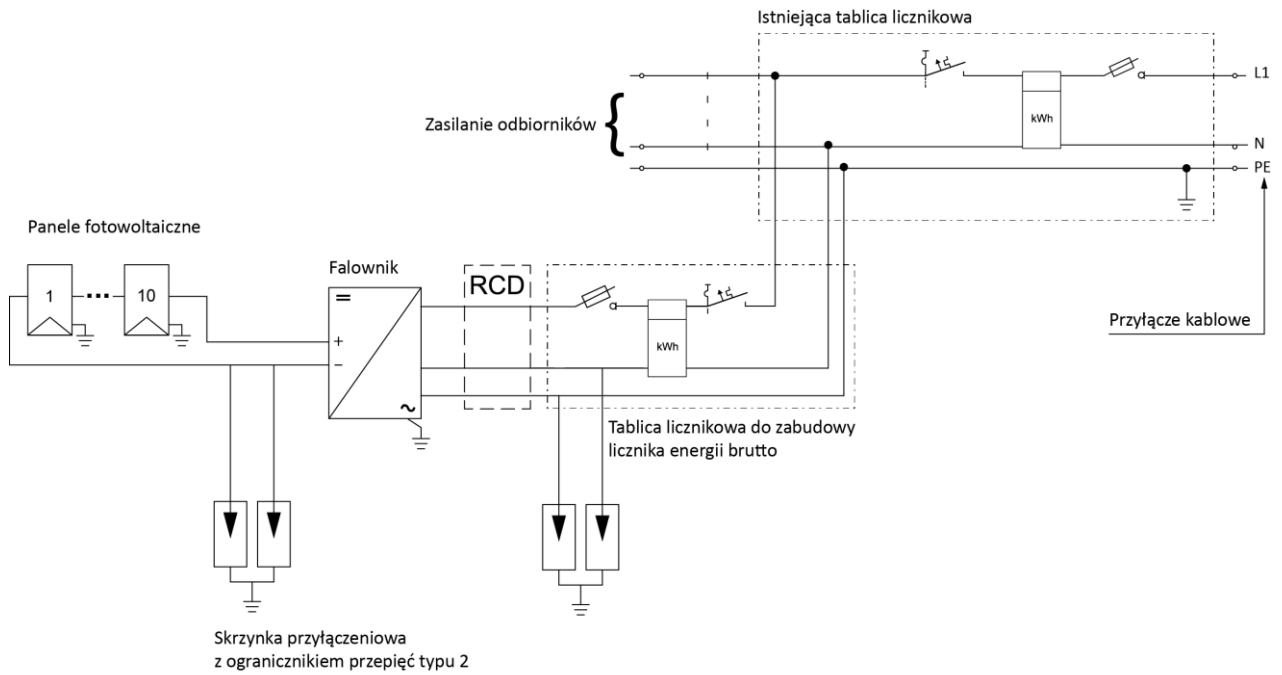 Istniejąca tablica licznikowa
L1
kWh
Zasilanie odbiorników
N
PE
Panele fotowoltaiczne
Falownik
RCD
1
10
Przyłącze kablowe
+
kWh
−
Tablica licznikowa do zabudowy
licznika energii brutto
Skrzynka przyłączeniowa
z ogranicznikiem przepięć typu 2